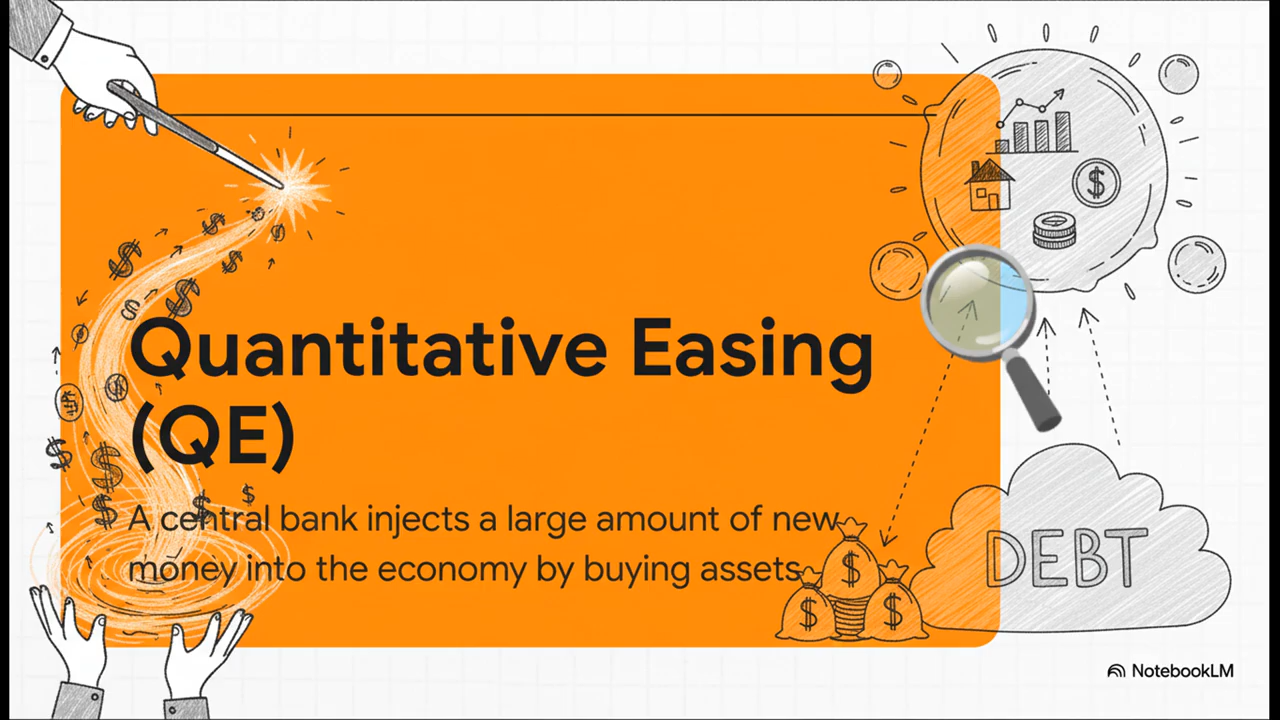 Quantitative Easing
(QE)
A central bank injects a large amount of new
money into the economy by buying assets
DEBT
NotebookLM